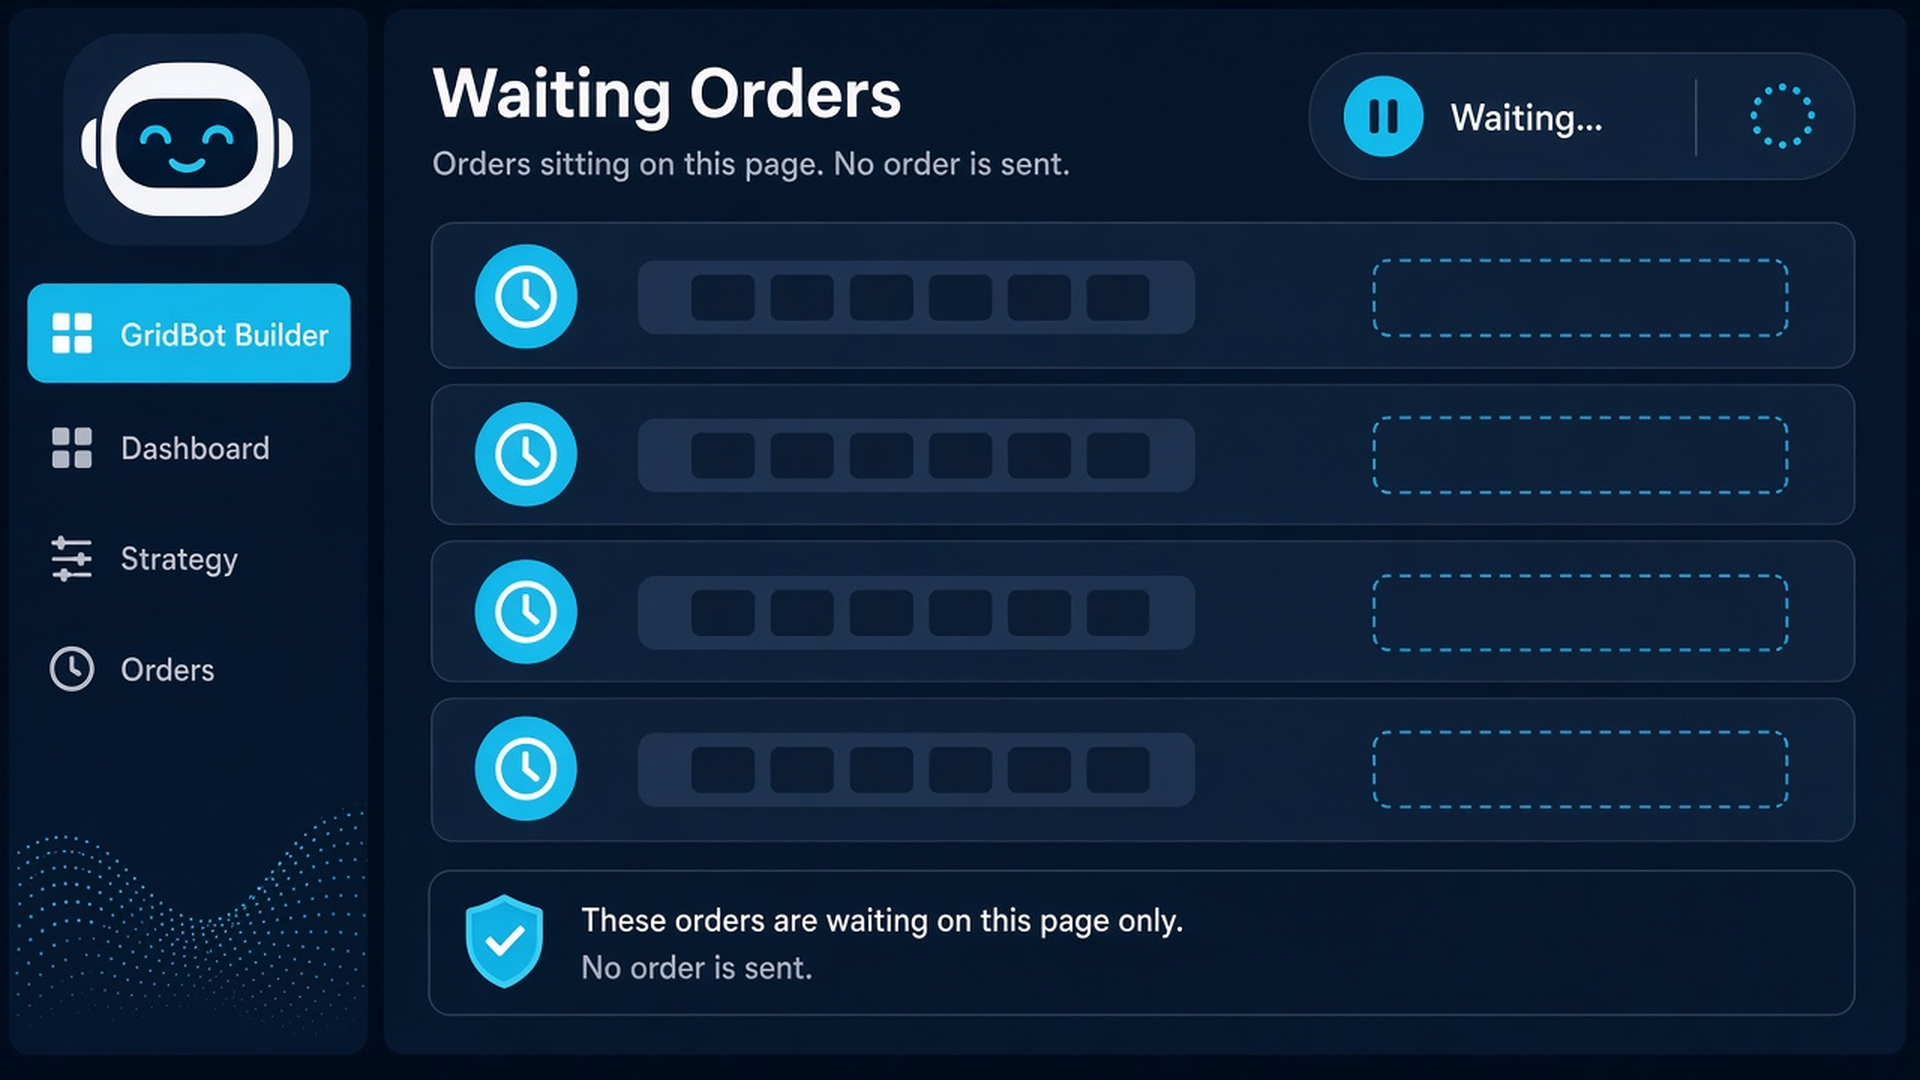 GridBot Builder
Dashboard
Strategy
Orders
Waiting Orders
Orders sitting on this page. No order is sent.
Waiting...
These orders are waiting on this page only.
No order is sent.